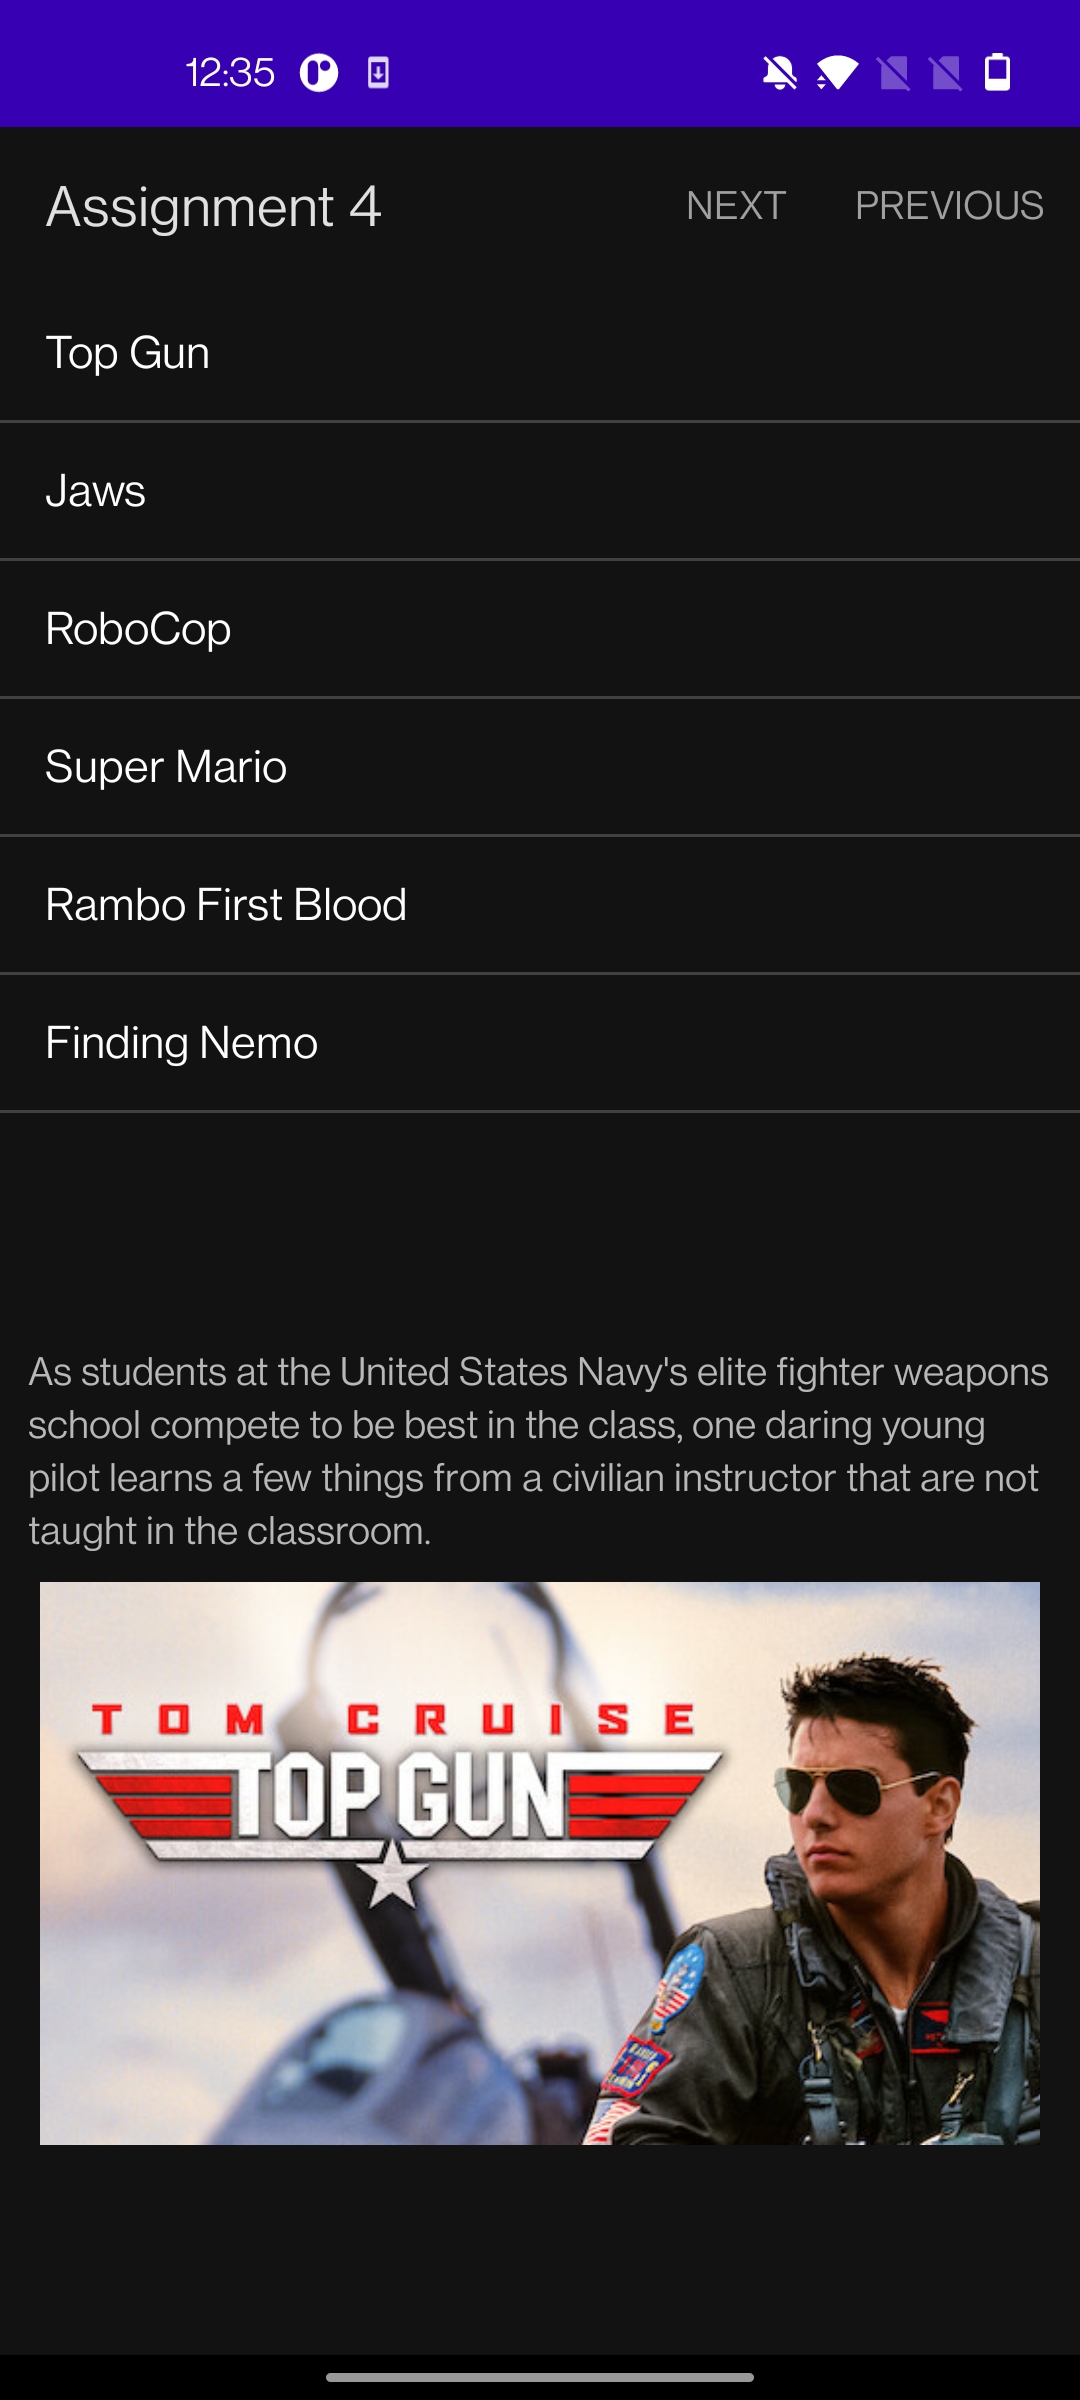 12:35
Assignment 4 NEXT PREVIOUS
Top Gun
Jaws
RoboCop
Super Mario
Rambo First Blood
Finding Nemo
As students at the United States Navy's elite fighter weapons
school compete to be best in the class, one daring young
pilot learns a few things from a civilian instructor that are not
taught in the classroom.
TOM CRUISE
TOP GUN